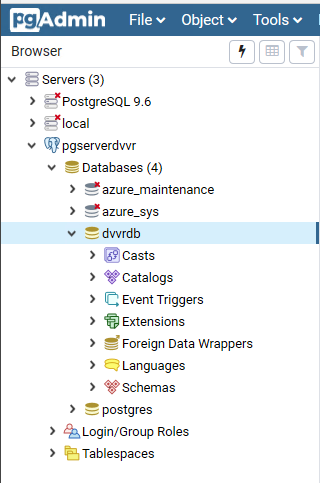 pgAdmin File Object Tools
Browser
Servers (3)
PostgreSQL 9.6
local
pgserverdvvr
Databases (4)
azure_maintenance
azure_sys
dvvrdb
Casts
Catalogs
Event Triggers
Extensions
Foreign Data Wrappers
Languages
Schemas
postgres
Login/Group Roles
Tablespaces